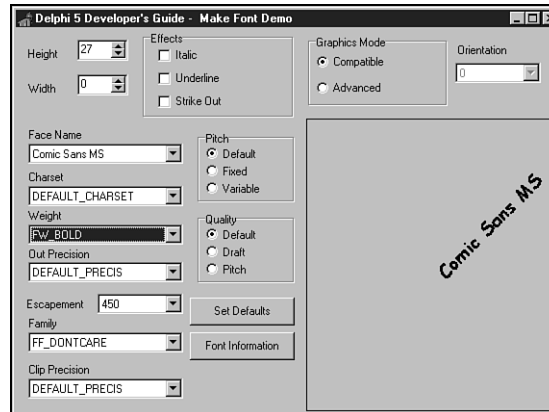 Delphi 5 Developer's Guide - Make Font Demo
Height 27
Width 0
Effects
Italic
Underline
Strike Out
Graphics Mode
Compatible
Advanced
Orientation
0
Face Name
Comic Sans MS
Charset
DEFAULT_CHARSET
Weight
FW_BOLD
Out Precision
DEFAULT_PRECIS
Pitch
Default
Fixed
Variable
Quality
Default
Draft
Pitch
Escapement 450
Family
FF_DONTCARE
Clip Precision
DEFAULT_PRECIS
Set Defaults
Font Information
Comic Sans MS